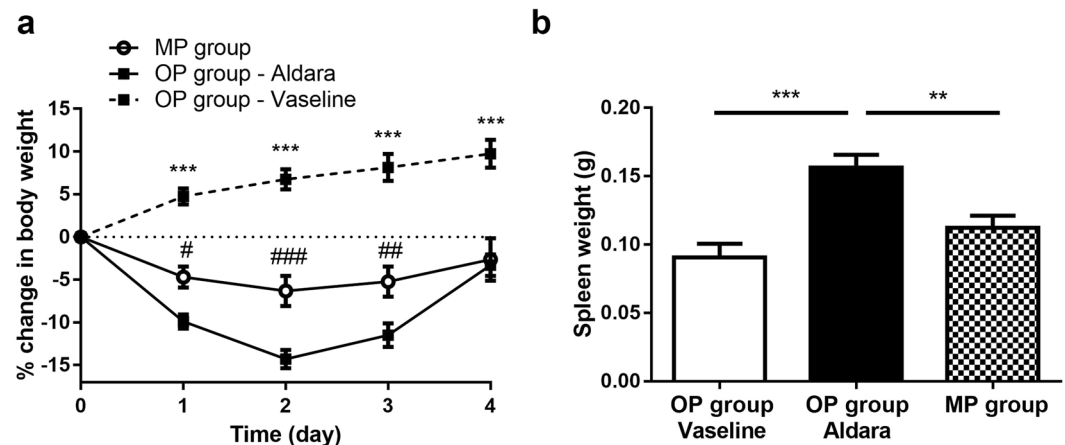 a
MP group
OP group - Aldara
OP group - Vaseline
% change in body weight
15
10
5
0
-5
-10
-15
***
***
***
***
#
###
##
0
1
2
3
4
Time (day)
b
Spleen weight (g)
0.20
0.15
0.10
0.05
0.00
***
**
OP group
Vaseline
OP group
Aldara
MP group